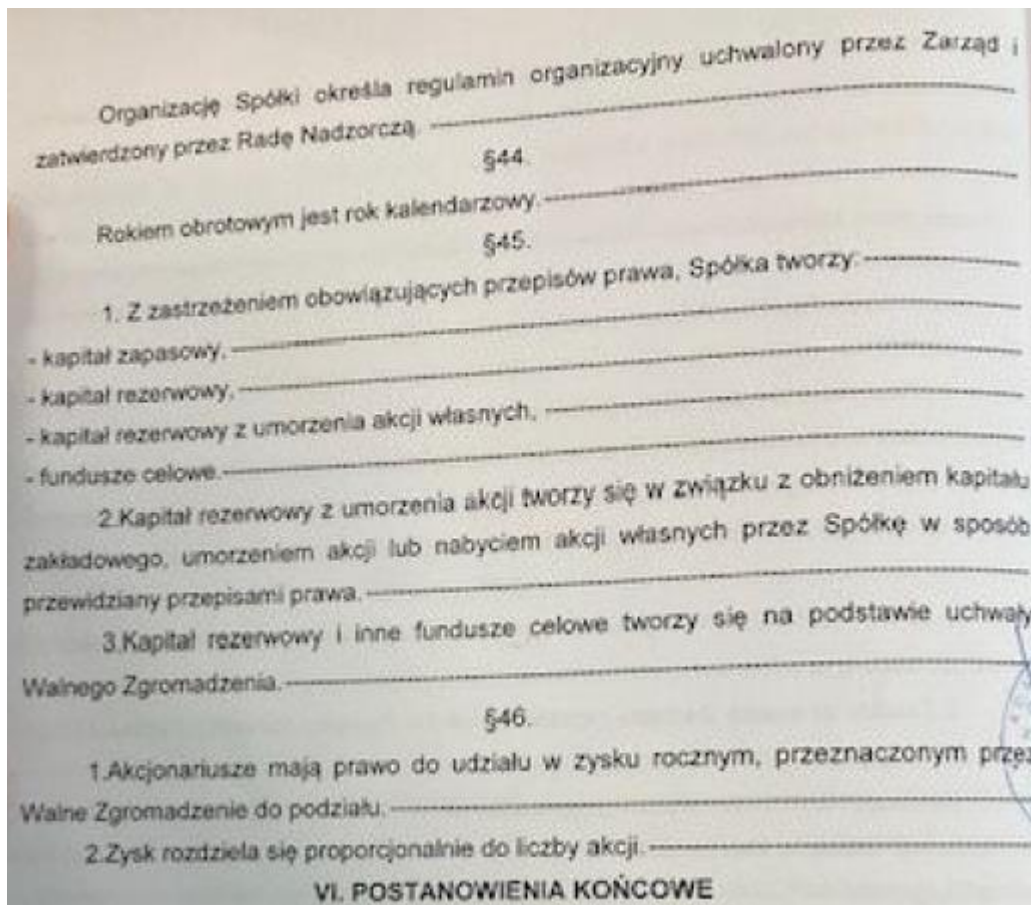 Organizację Spółki określa regulamin organizacyjny uchwalony przez Zarząd i
zatwierdzony przez Radę Nadzorczą.
§44.
Rokiem obrotowym jest rok kalendarzowy.
§45.
1. Z zastrzeżeniem obowiązujących przepisów prawa, Spółka tworzy:
- kapitał zapasowy,
- kapitał rezerwowy,
- kapitał rezerwowy z umorzenia akcji własnych,
- fundusze celowe.
2.Kapitał rezerwowy z umorzenia akcji tworzy się w związku z obniżeniem kapitału
zakładowego, umorzeniem akcji lub nabyciem akcji własnych przez Spółkę w sposób
przewidziany przepisami prawa.
3.Kapitał rezerwowy i inne fundusze celowe tworzy się na podstawie uchwały
Walnego Zgromadzenia.
§46.
1.Akcjonariusze mają prawo do udziału w zysku rocznym, przeznaczonym przez
Walne Zgromadzenie do podziału.
2.Zysk rozdziela się proporcjonalnie do liczby akcji.
VI. POSTANOWIENIA KOŃCOWE